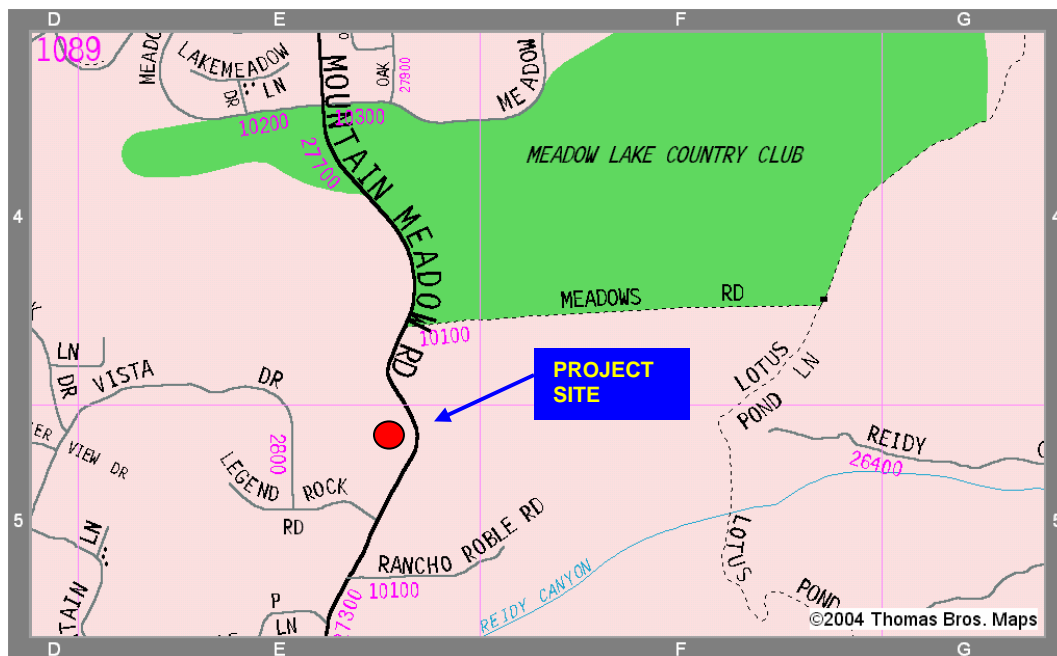 D
E
F
G
1089
MEADO
LAKEMEADOW
LN
DR
10200
OAK
27900
10300
MEADOW
MOUNTAIN MEADOW RD
27700
MEADOW LAKE COUNTRY CLUB
4
4
MEADOWS RD
10100
LN
DR
VISTA DR
PROJECT
SITE
LOTUS
LN
POND
REIDY
26400
VIEW DR
2800
LEGEND ROCK
RD
5
5
LN
RANCHO ROBLE RD
10100
LOTUS
POND
REIDY CANYON
TAIN
P
LN
27300
©2004 Thomas Bros. Maps
D
E
F
G